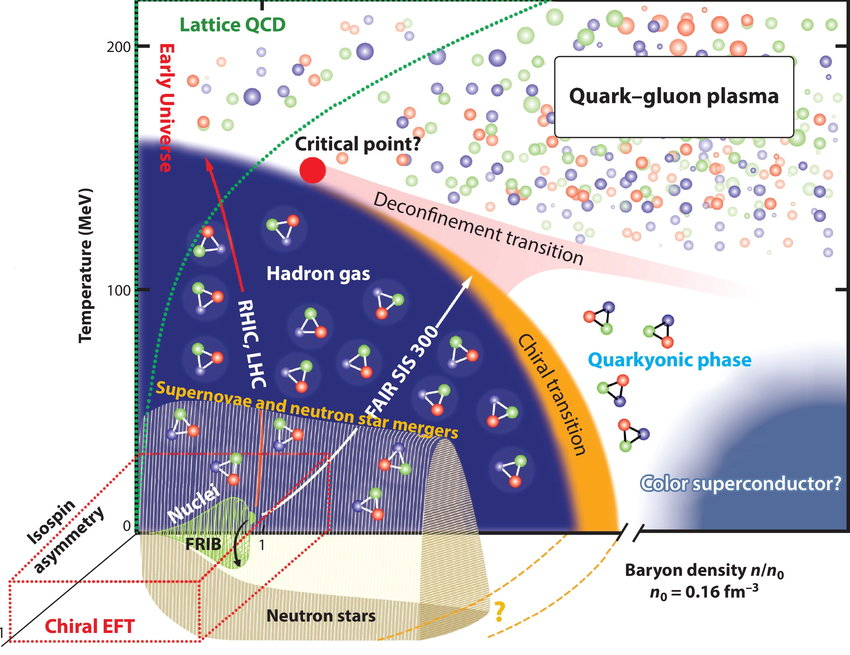 Lattice QCD
200
Early Universe
Quark–gluon plasma
Critical point?
Deconfinement transition
Temperature (MeV)
Hadron gas
100
RHIC, LHC
FAIR SIS 300
Chiral transition
Quarkyonic phase
Supernovae and neutron star mergers
Color superconductor?
Nuclei
Isospin
asymmetry
0
FRIB
1
Baryon density n/n₀
n₀ = 0.16 fm⁻³
Neutron stars
?
Chiral EFT
1